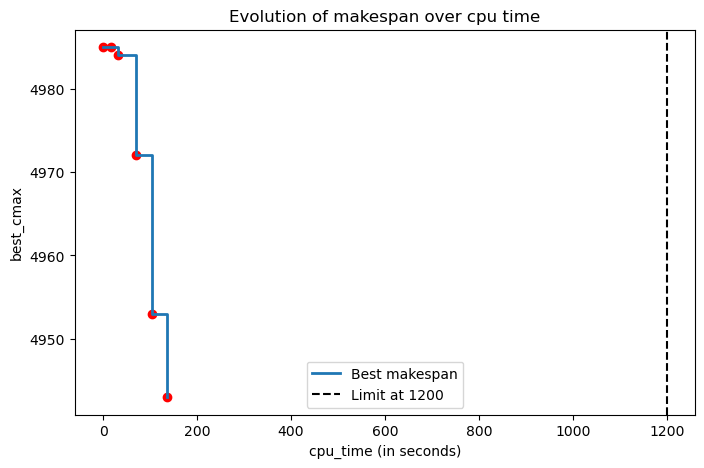 Evolution of makespan over cpu time
best_cmax
4980
4970
4960
4950
Best makespan
Limit at 1200
0 200 400 600 800 1000 1200
cpu_time (in seconds)